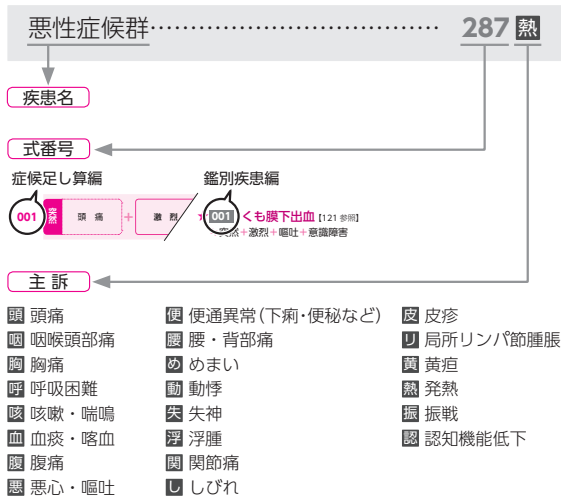 悪性症候群………………………………… 287 熱
疾患名
式番号
症候足し算編
鑑別疾患編
001 突然 頭 痛 + 激 烈
001 くも膜下出血【121 参照】
突然+激烈+嘔吐+意識障害
主 訴
頭 頭痛
咽 咽喉頭部痛
胸 胸痛
呼 呼吸困難
咳 咳嗽・喘鳴
血 血痰・喀血
腹 腹痛
悪 悪心・嘔吐
便 便通異常(下痢・便秘など)
腰 腰・背部痛
め めまい
動 動悸
失 失神
浮 浮腫
関 関節痛
し しびれ
皮 皮疹
リ 局所リンパ節腫脹
黄 黄疸
熱 発熱
振 振戦
認 認知機能低下